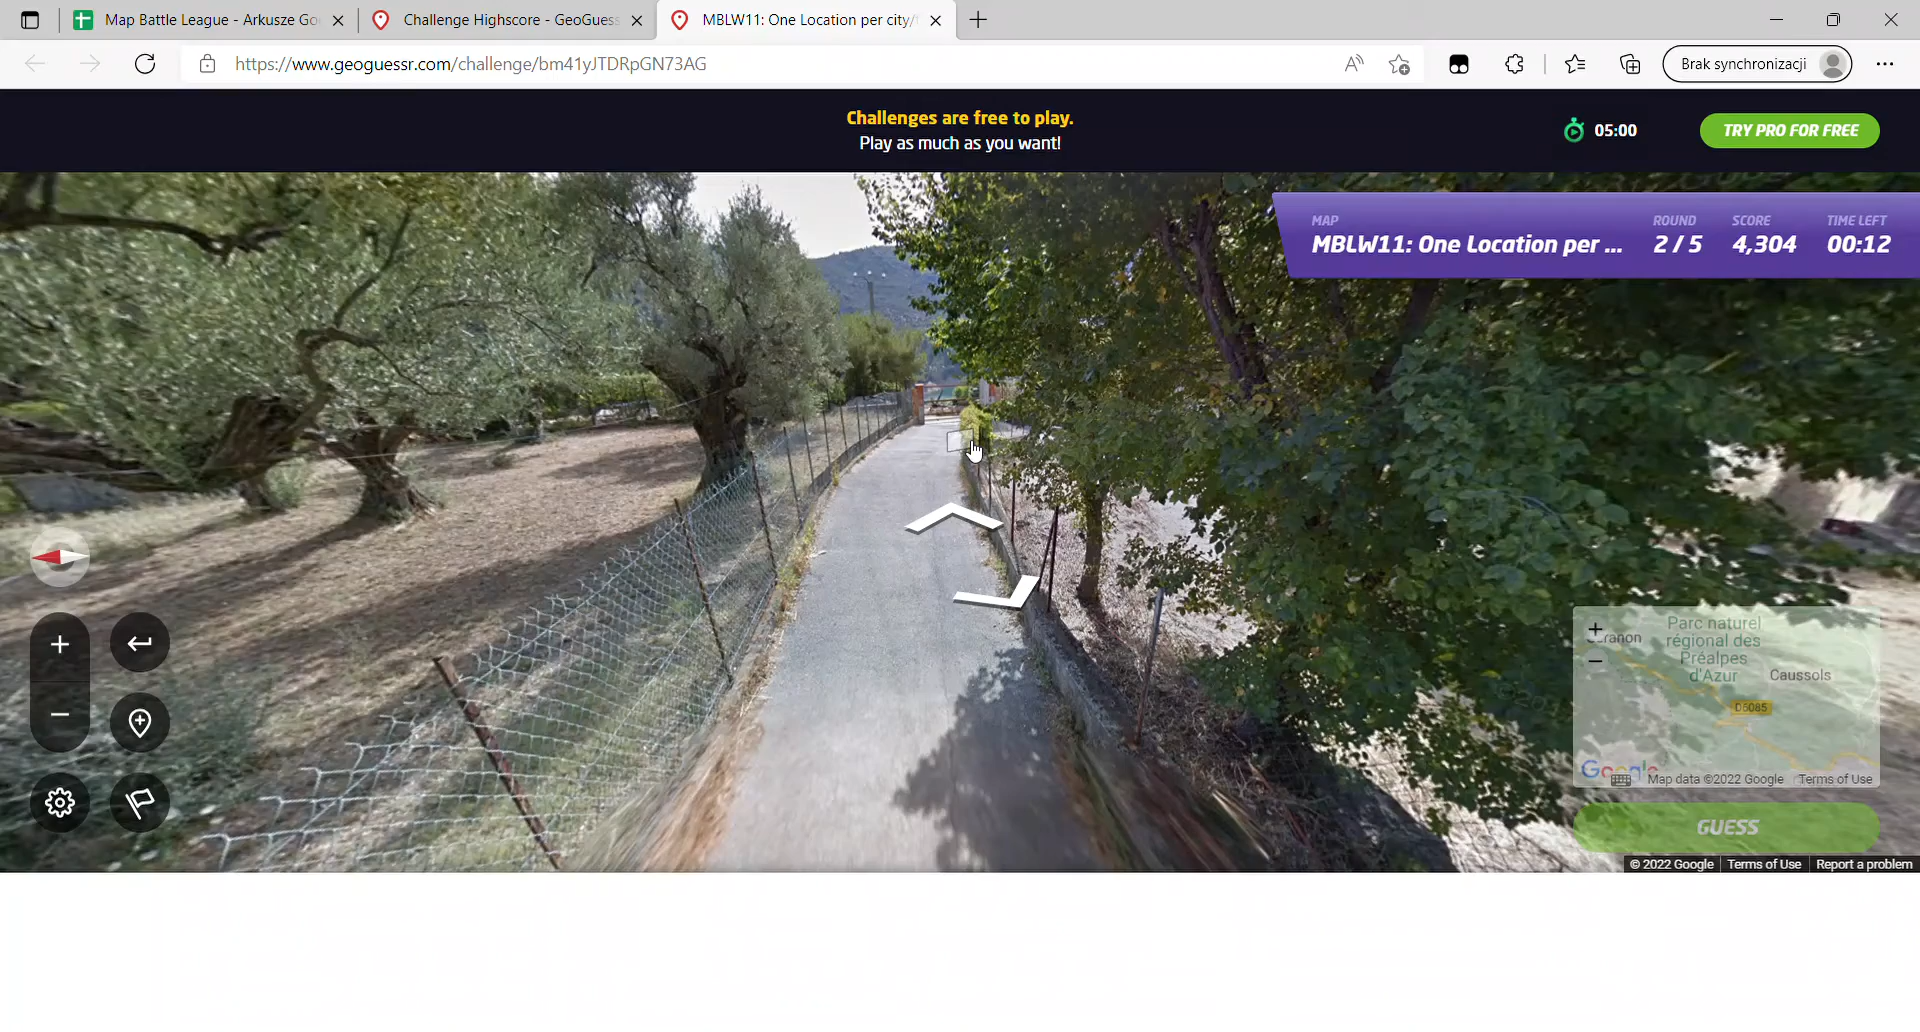 Map Battle League - Arkusze Go
Challenge Highscore - GeoGuess
MBLW11: One Location per city/
https://www.geoguessr.com/challenge/bm41yJTDRpGN73AG
Brak synchronizacji
Challenges are free to play.
Play as much as you want!
05:00
TRY PRO FOR FREE
MAP
ROUND
SCORE
TIME LEFT
MBLW11: One Location per ...
2 / 5
4,304
00:12
Parc naturel
régional des
Préalpes
d'Azur
ranon
Caussols
D6085
Google
Map data ©2022 Google
Terms of Use
GUESS
© 2022 Google
Terms of Use
Report a problem